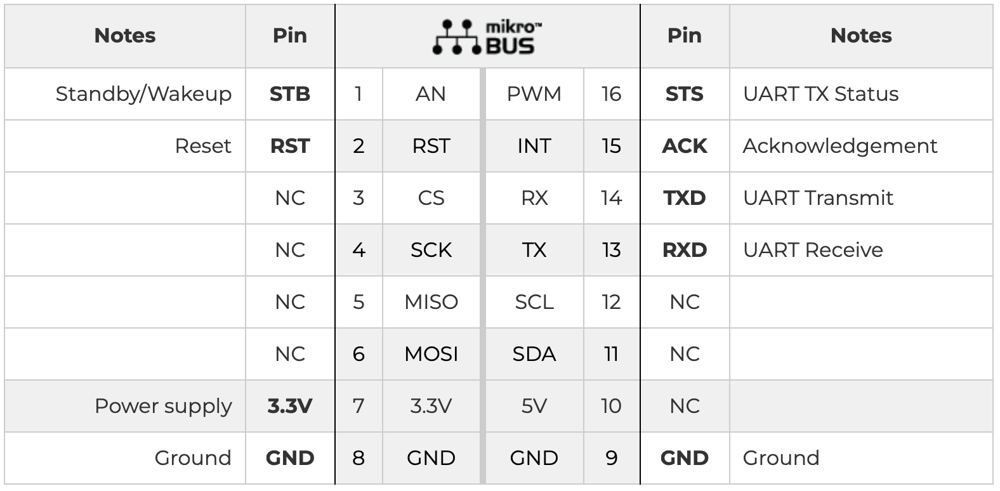 Notes Pin mikro™ BUS Pin Notes
Standby/Wakeup STB 1 AN PWM 16 STS UART TX Status
Reset RST 2 RST INT 15 ACK Acknowledgement
NC 3 CS RX 14 TXD UART Transmit
NC 4 SCK TX 13 RXD UART Receive
NC 5 MISO SCL 12 NC
NC 6 MOSI SDA 11 NC
Power supply 3.3V 7 3.3V 5V 10 NC
Ground GND 8 GND GND 9 GND Ground